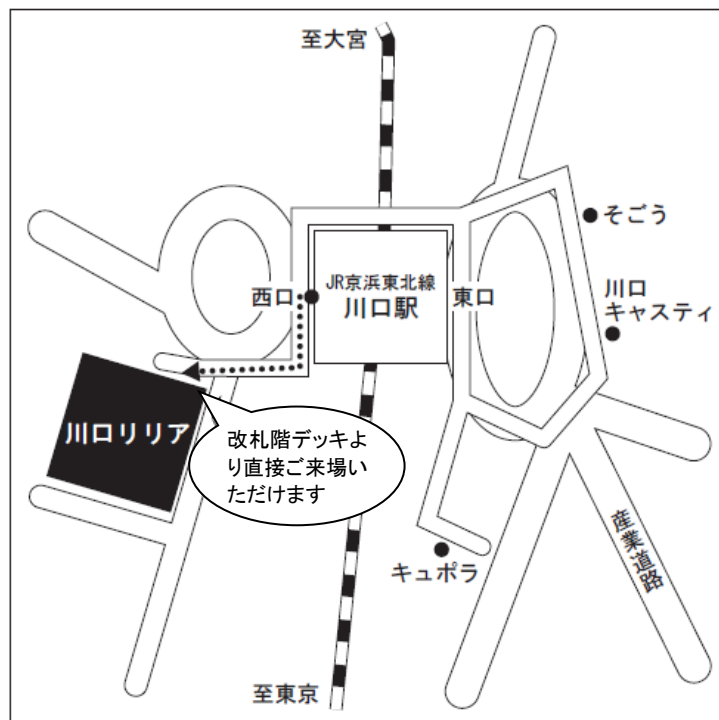 至大宮
そごう
JR京浜東北線
川口駅
西口
東口
川口
キャスティ
川口リリア
改札階デッキよ
り直接ご来場い
ただけます
産業道路
キュポラ
至東京